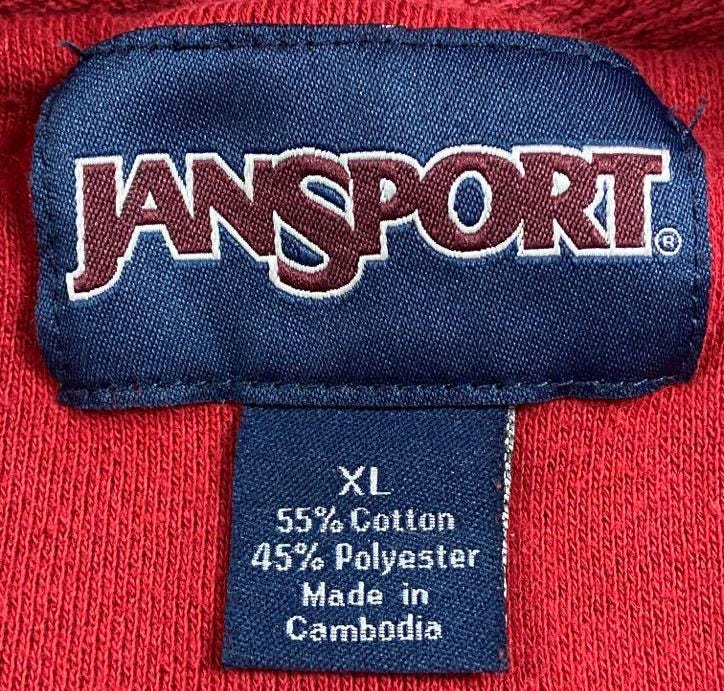 JANSPORT®
XL
55% Cotton
45% Polyester
Made in
Cambodia